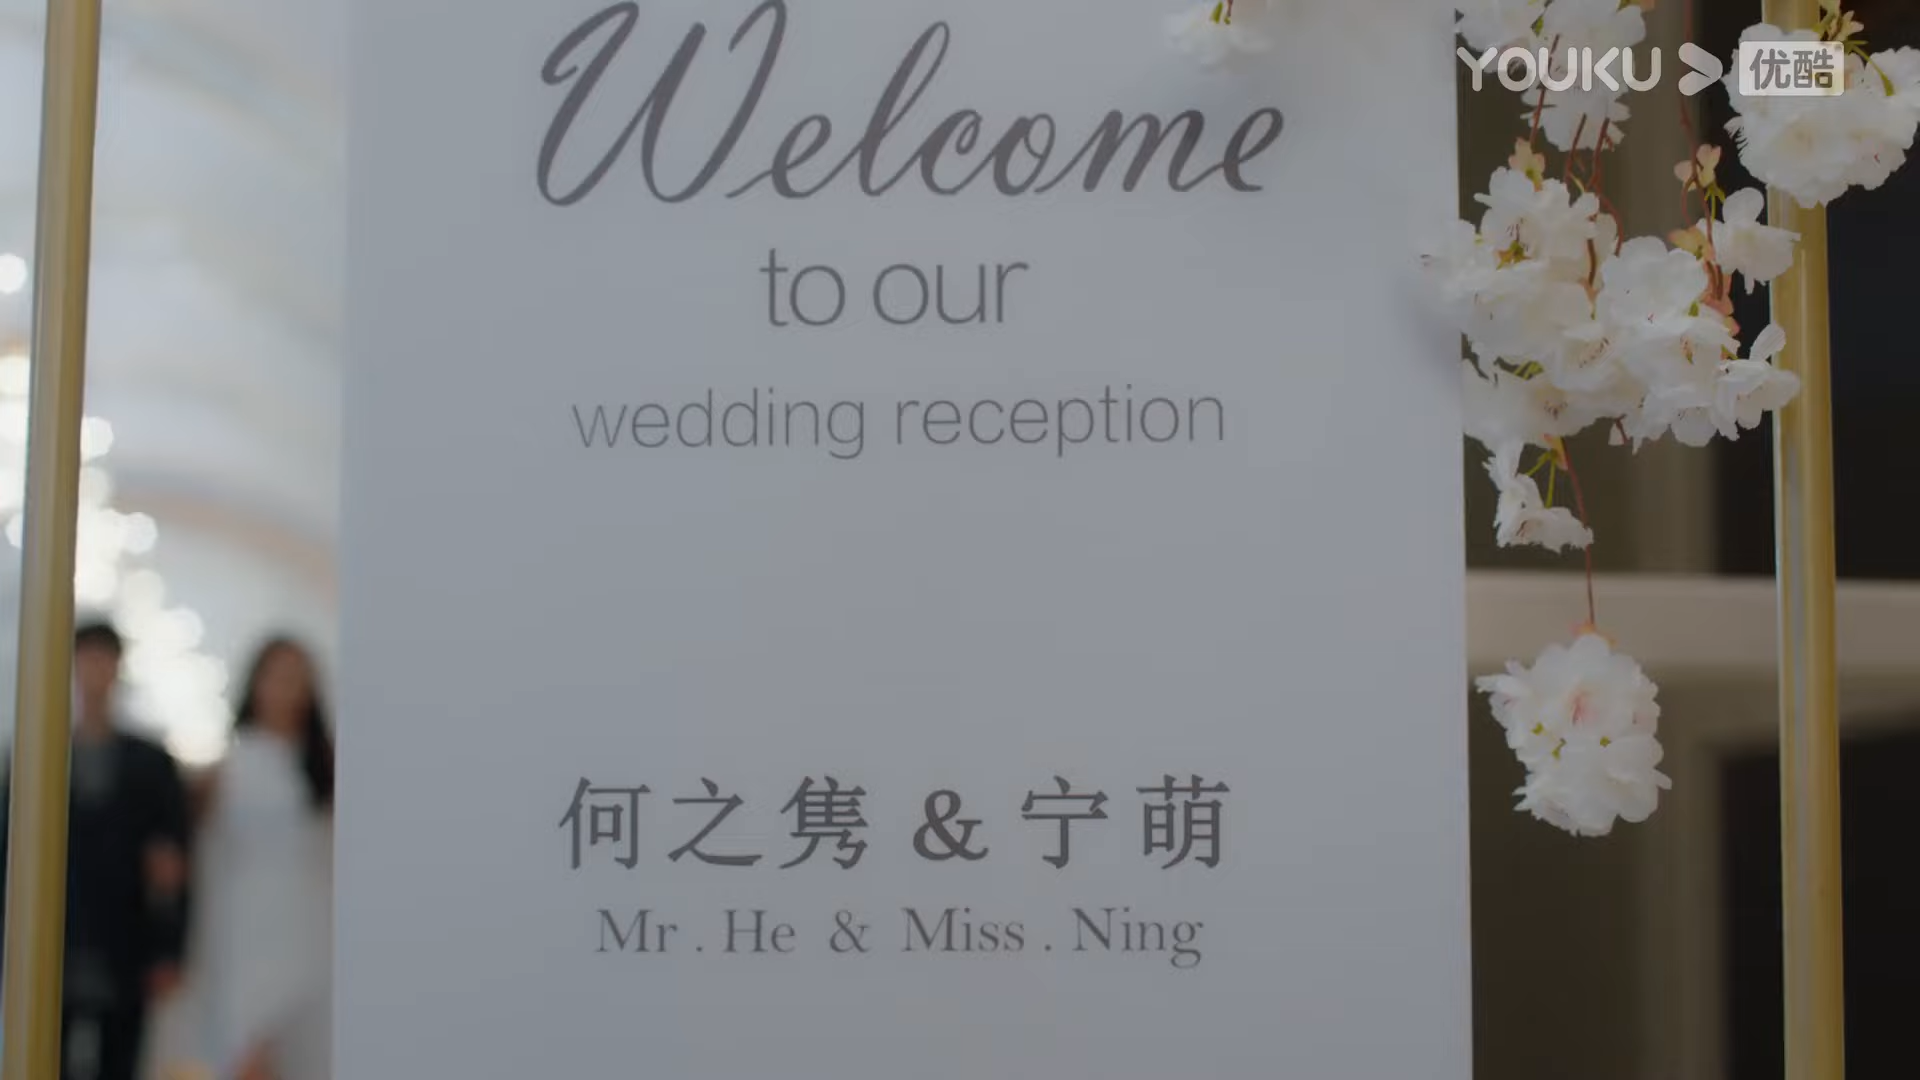 YOUKU 优酷
Welcome
to our
wedding reception
何之隽 & 宁萌
Mr . He & Miss . Ning